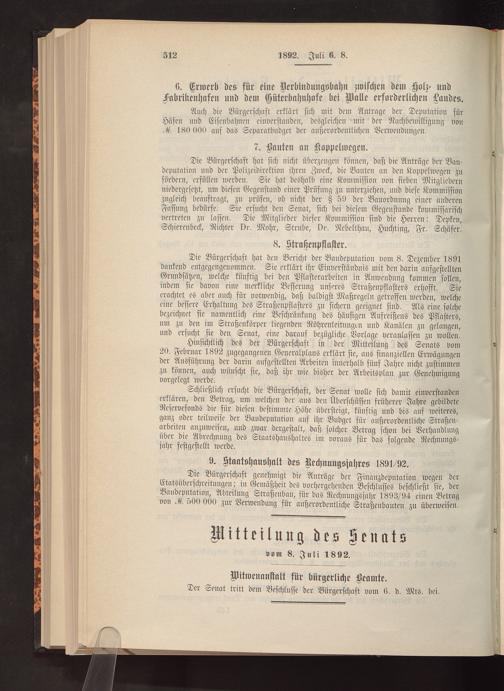 512
1892. Juli 6. 8.
6. Erwerb des für eine Verbindungsbahn zwischen dem Holz- und
Fabrikenhafen und dem Güterbahnhofe bei Walle erforderlichen Landes.
Auch die Bürgerschaft erklärt sich mit dem Antrage der Deputation für
Häfen und Eisenbahnen einverstanden, desgleichen mit der Nachbewilligung von
ℳ 180 000 auf das Separatbudget der außerordentlichen Verwendungen.
7. Bauten an Koppelwegen.
Die Bürgerschaft hat sich nicht überzeugen können, daß die Anträge der Bau-
deputation und der Polizeidirektion ihren Zweck, die Bauten an den Koppelwegen zu
fördern, erfüllen werden. Sie hat deshalb eine Kommission von sieben Mitgliedern
niedergesetzt, um diesen Gegenstand einer Prüfung zu unterziehen, und diese Kommission
zugleich beauftragt, zu prüfen, ob nicht der § 59 der Bauordnung einer anderen
Fassung bedürfe. Sie ersucht den Senat, sich bei diesen Gegenstande kommissarisch
vertreten zu lassen. Die Mitglieder dieser Kommission sind die Herren: Depken,
Schierenbeck, Richter Dr. Mohr, Strube, Dr. Nebelthau, Huchting, Fr. Schäfer.
8. Straßenpflaster.
Die Bürgerschaft hat den Bericht der Baudeputation vom 8. Dezember 1891
dankend entgegengenommen. Sie erklärt ihr Einverständnis mit den darin aufgestellten
Grundsätzen, welche künftig bei den Pflasterarbeiten in Anwendung kommen sollen,
indem sie davon eine merkliche Besserung unseres Straßenpflasters erhofft. Sie
erachtet es aber auch für notwendig, daß baldigst Maßregeln getroffen werden, welche
eine bessere Erhaltung des Straßenpflasters zu sichern geeignet sind. Als eine solche
bezeichnet sie namentlich eine Beschränkung des häufigen Aufreißens des Pflasters,
um zu den im Straßenkörper liegenden Röhrenleitungen und Kanälen zu gelangen,
und ersucht sie den Senat, eine darauf bezügliche Vorlage veranlassen zu wollen.
Hinsichtlich des der Bürgerschaft in der Mitteilung des Senats vom
20. Februar 1892 zugegangenen Generalplans erklärt sie, aus finanziellen Erwägungen
der Ausführung der darin aufgestellten Arbeiten innerhalb fünf Jahre nicht zustimmen
zu können, auch wünscht sie, daß ihr wie bisher der Arbeitsplan zur Genehmigung
vorgelegt werde.
Schließlich ersucht die Bürgerschaft, der Senat wolle sich damit einverstanden
erklären, den Betrag, um welchen der aus den Überschüssen früherer Jahre gebildete
Reservefonds die für diesen bestimmte Höhe übersteigt, künftig und bis auf weiteres,
ganz oder teilweise der Baudeputation auf ihr Budget für außerordentliche Straßen-
arbeiten anzuweisen, und zwar dergestalt, daß solcher Betrag schon bei Verhandlung
über die Abrechnung des Staatshaushaltes im voraus für das folgende Rechnungs-
jahr festgestellt werde.
9. Staatshaushalt des Rechnungsjahres 1891/92.
Die Bürgerschaft genehmigt die Anträge der Finanzdeputation wegen der
Etatsüberschreitungen; in Gemäßheit des vorhergehenden Beschlusses beschließt sie, der
Baudeputation, Abteilung Straßenbau, für das Rechnungsjahr 1893/94 einen Betrag
von ℳ 500 000 zur Verwendung für außerordentliche Straßenbauten zu überweisen.
Mitteilung des Senats
vom 8. Juli 1892.
Witwenanstalt für bürgerliche Beamte.
Der Senat tritt dem Beschlusse der Bürgerschaft vom 6. d. Mts. bei.